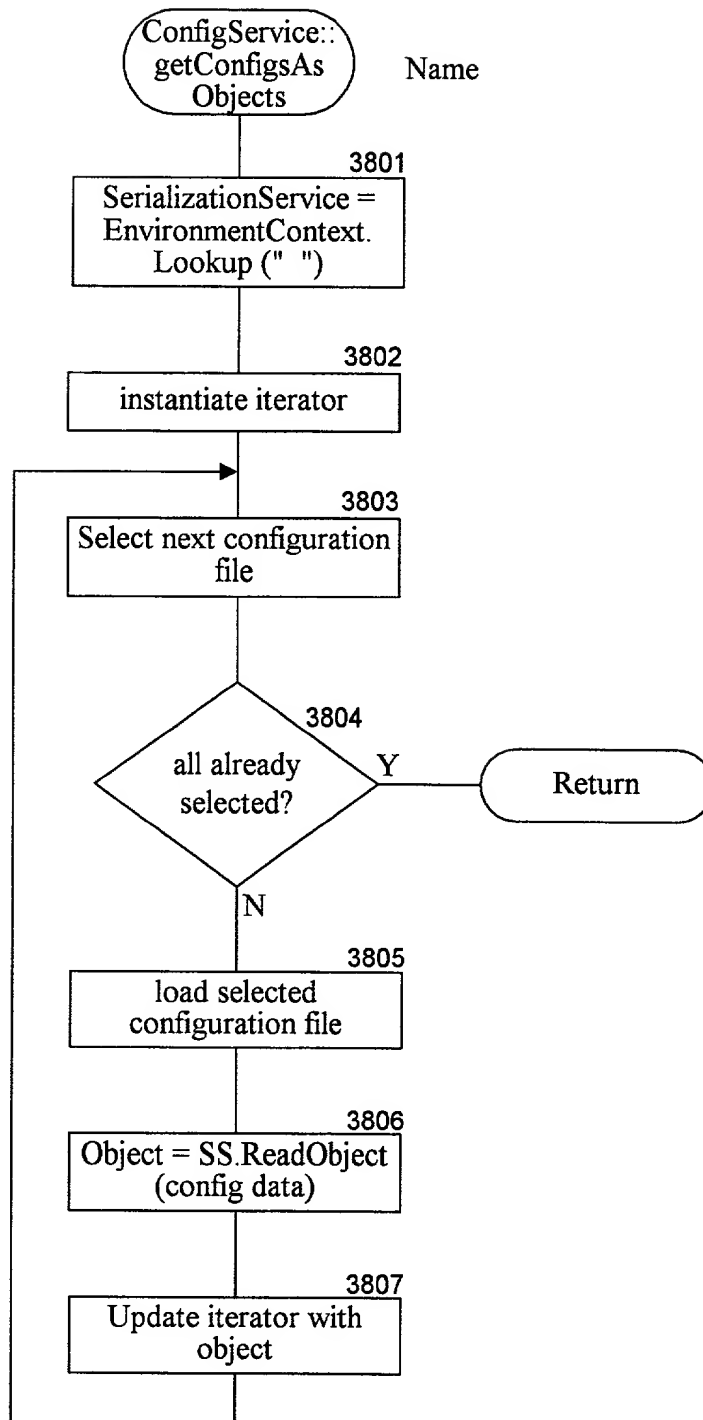 ConfigService::
getConfigsAs
Objects
Name
3801
SerializationService =
EnvironmentContext.
Lookup (" ")
3802
instantiate iterator
3803
Select next configuration
file
3804
all already
selected?
Y
Return
N
3805
load selected
configuration file
3806
Object = SS.ReadObject
(config data)
3807
Update iterator with
object